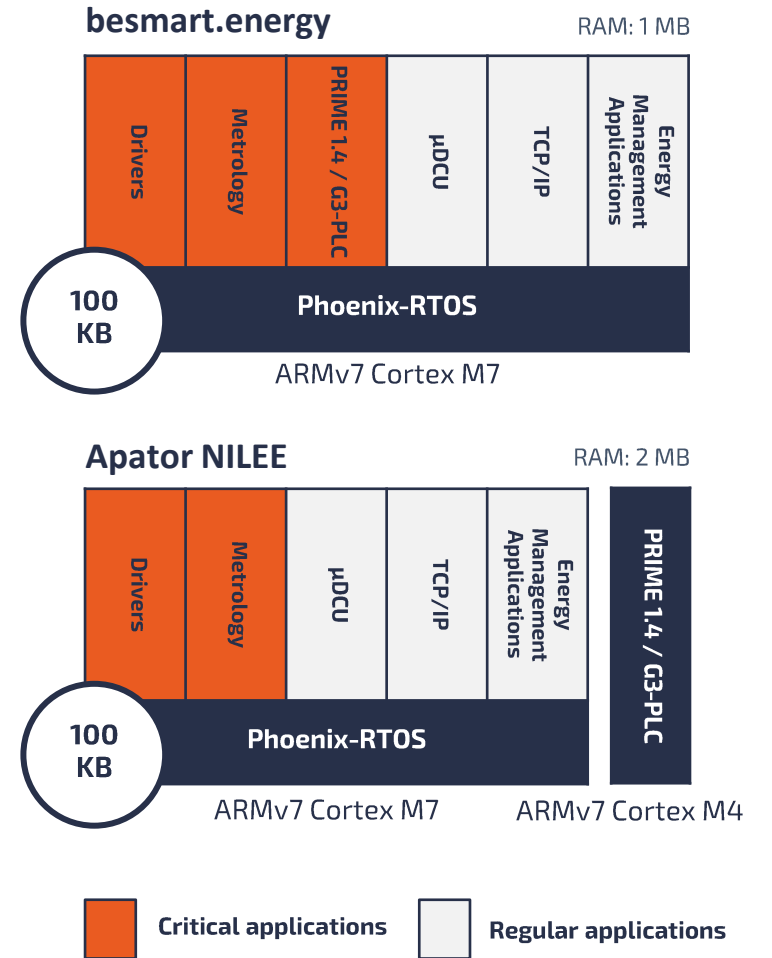 besmart.energy
RAM: 1 MB
Drivers
Metrology
PRIME 1.4 / G3-PLC
µDCU
TCP/IP
Energy
Management
Applications
100
KB
Phoenix-RTOS
ARMv7 Cortex M7
Apator NILEE
RAM: 2 MB
Drivers
Metrology
µDCU
TCP/IP
Energy
Management
Applications
PRIME 1.4 / G3-PLC
100
KB
Phoenix-RTOS
ARMv7 Cortex M7
ARMv7 Cortex M4
Critical applications
Regular applications